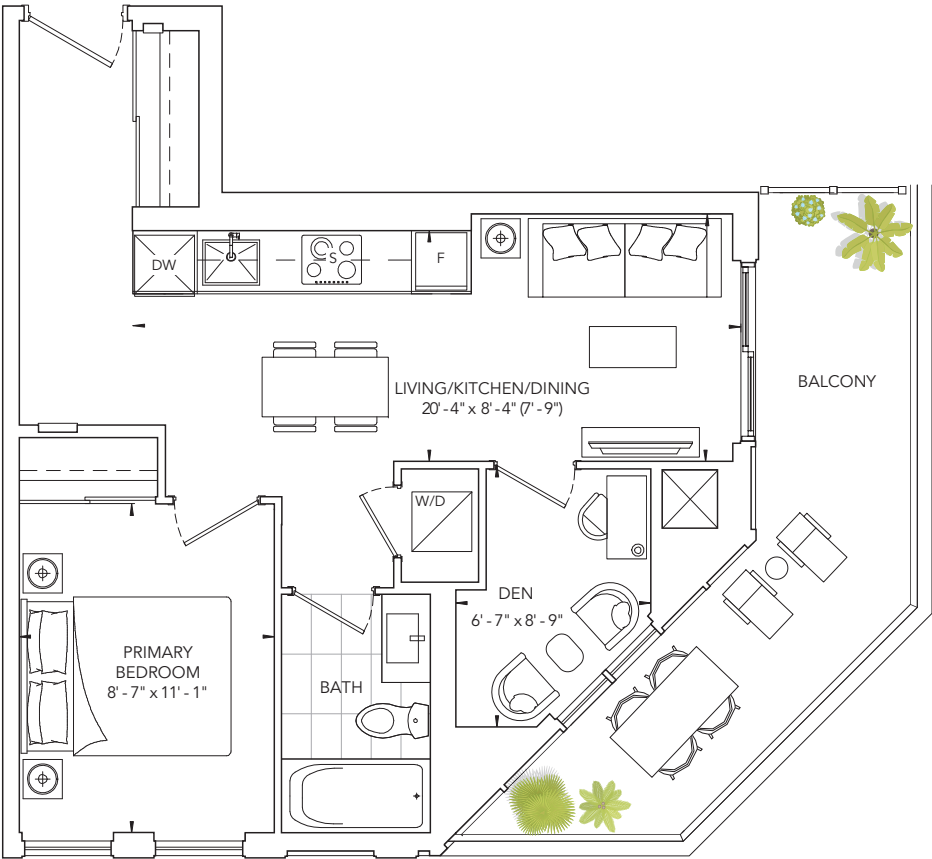 DW
S
F
LIVING/KITCHEN/DINING
20'-4" x 8'-4" (7'-9")
BALCONY
W/D
DEN
6'-7" x 8'-9"
PRIMARY
BEDROOM
8'-7" x 11'-1"
BATH